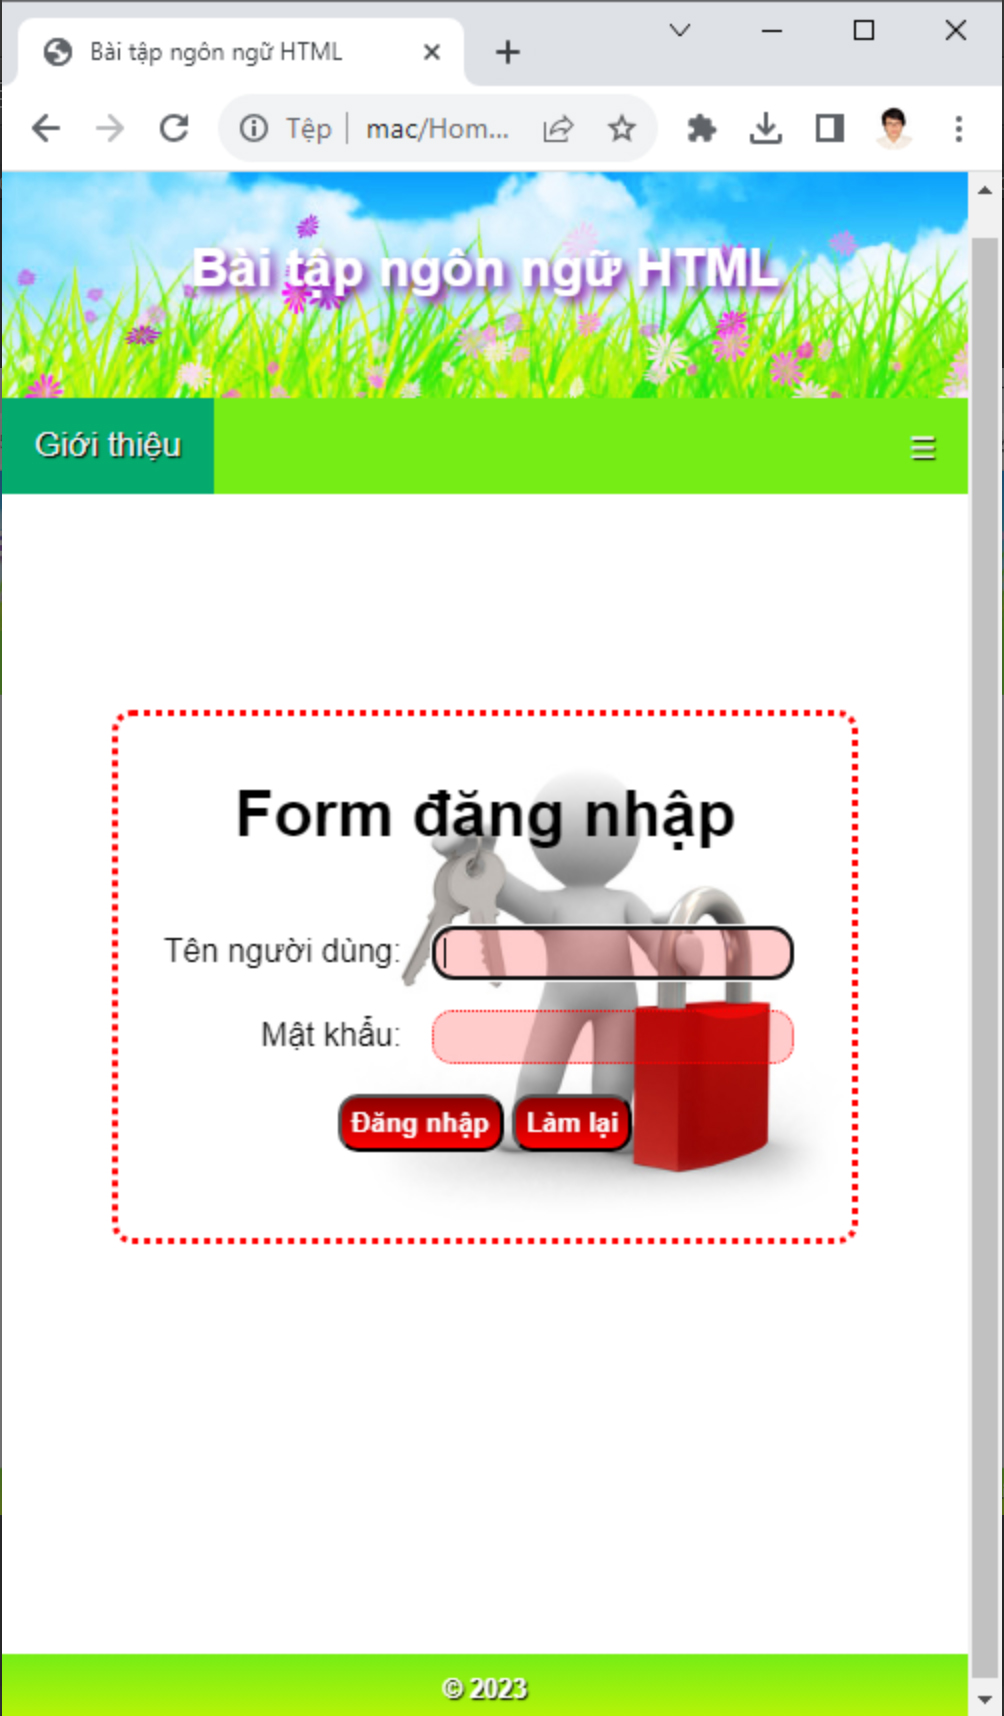 Bài tập ngôn ngữ HTML
Tệp | mac/Hom...
Bài tập ngôn ngữ HTML
Giới thiệu
Form đăng nhập
Tên người dùng:
Mật khẩu:
Đăng nhập Làm lại
© 2023